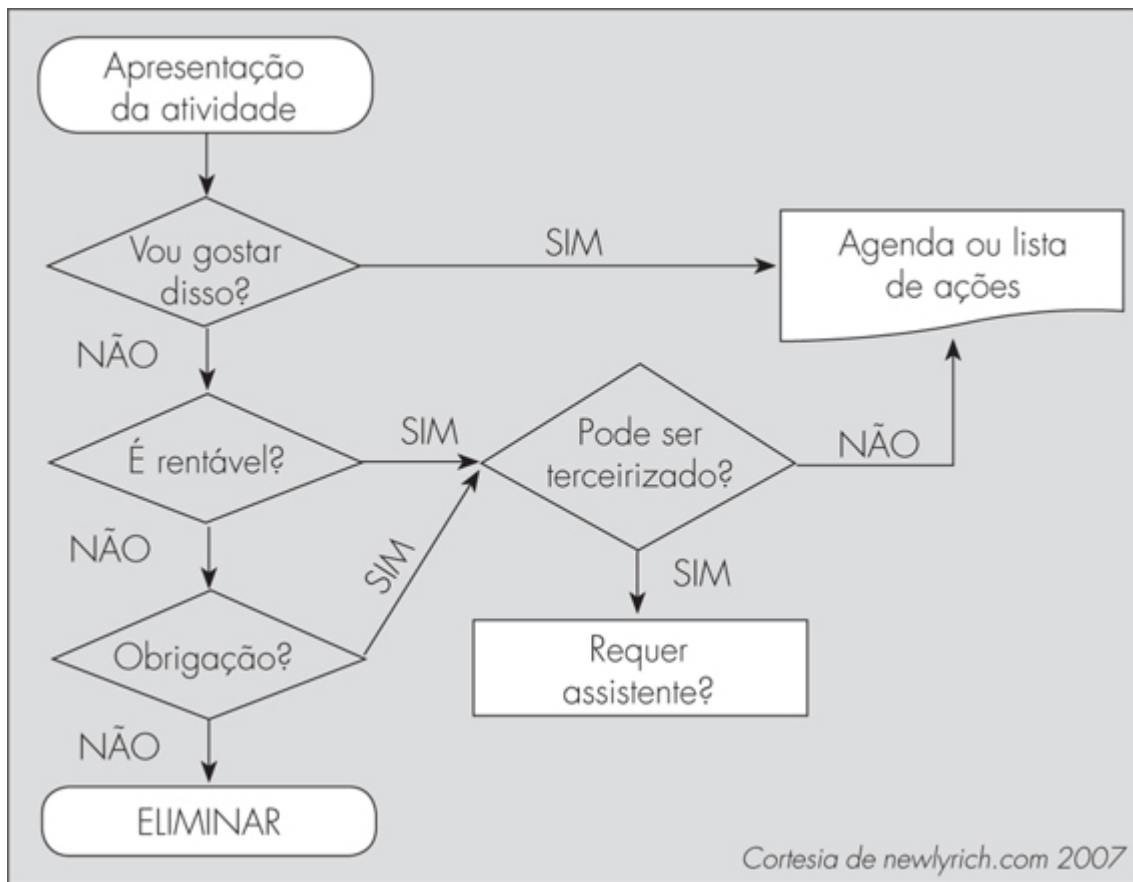 Apresentação
da atividade
Vou gostar
disso?
SIM
Agenda ou lista
de ações
NÃO
É rentável?
SIM
Pode ser
terceirizado?
NÃO
NÃO
SIM
SIM
Obrigação?
Requer
assistente?
NÃO
ELIMINAR
Cortesia de newlyrich.com 2007